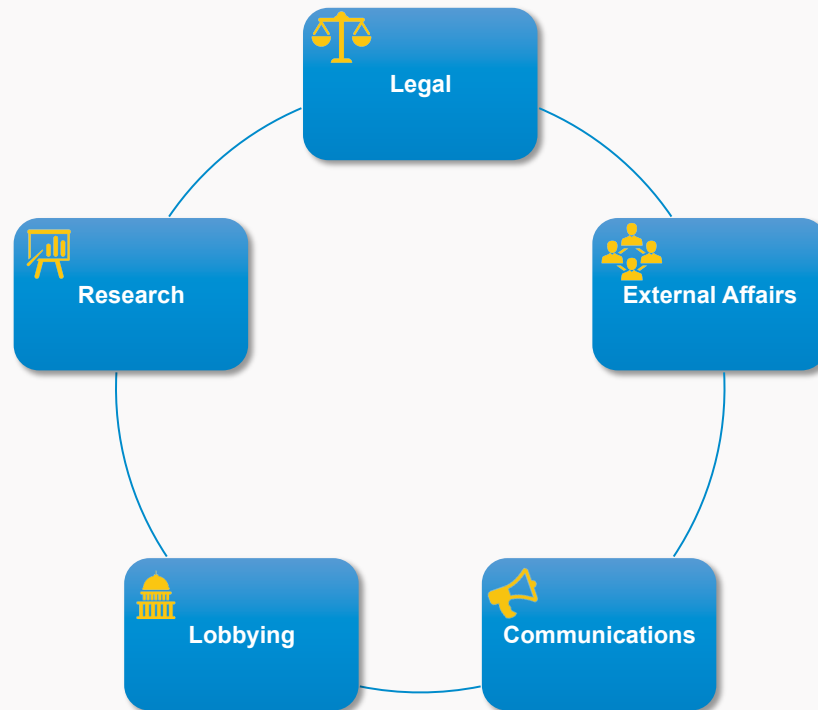 Legal
External Affairs
Communications
Lobbying
Research